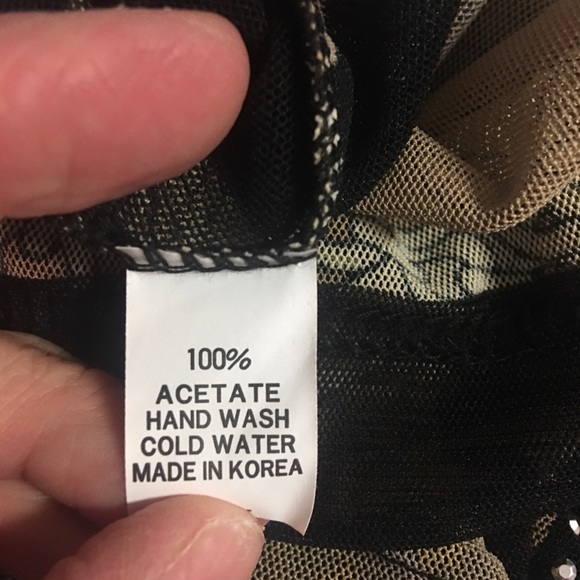 100%
ACETATE
HAND WASH
COLD WATER
MADE IN KOREA